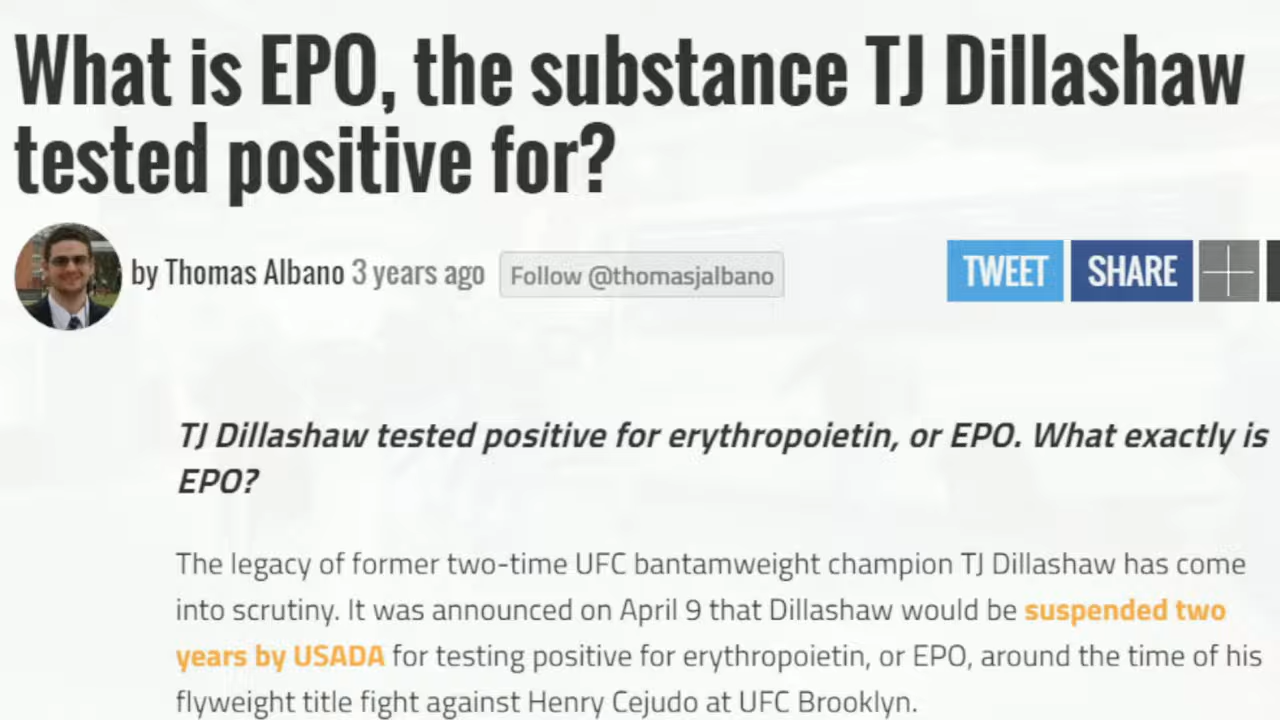 What is EPO, the substance TJ Dillashaw
tested positive for?
by Thomas Albano 3 years ago Follow @thomasjalbano TWEET SHARE
TJ Dillashaw tested positive for erythropoietin, or EPO. What exactly is
EPO?
The legacy of former two-time UFC bantamweight champion TJ Dillashaw has come
into scrutiny. It was announced on April 9 that Dillashaw would be suspended two
years by USADA for testing positive for erythropoietin, or EPO, around the time of his
flyweight title fight against Henry Cejudo at UFC Brooklyn.